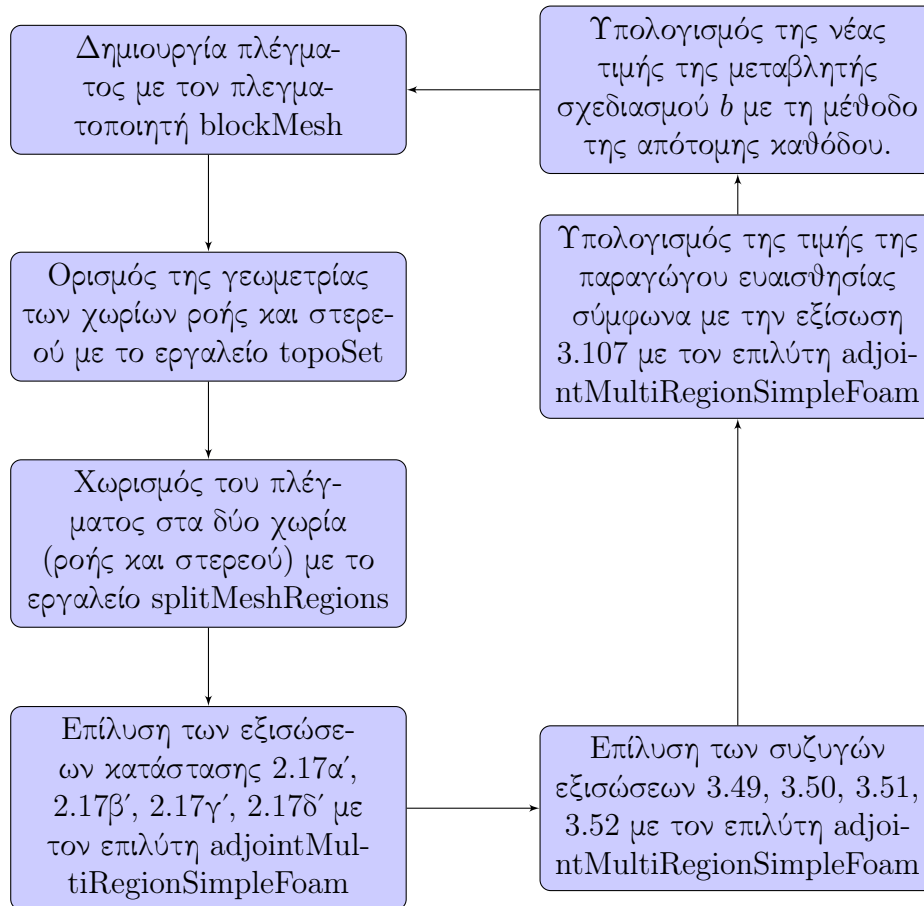 Δημιουργία πλέγμα-
τος με τον πλεγμα-
τοποιητή blockMesh
Ορισμός της γεωμετρίας
των χωρίων ροής και στερε-
ού με το εργαλείο topoSet
Χωρισμός του πλέγ-
ματος στα δύο χωρία
(ροής και στερεού) με το
εργαλείο splitMeshRegions
Επίλυση των εξισώσε-
ων κατάστασης 2.17αʹ,
2.17βʹ, 2.17γʹ, 2.17δʹ με
τον επιλύτη adjointMul-
tiRegionSimpleFoam
Επίλυση των συζυγών
εξισώσεων 3.49, 3.50, 3.51,
3.52 με τον επιλύτη adjoi-
ntMultiRegionSimpleFoam
Υπολογισμός της τιμής της
παραγώγου ευαισθησίας
σύμφωνα με την εξίσωση
3.107 με τον επιλύτη adjoi-
ntMultiRegionSimpleFoam
Υπολογισμός της νέας
τιμής της μεταβλητής
σχεδιασμού b με τη μέθοδο
της απότομης καθόδου.